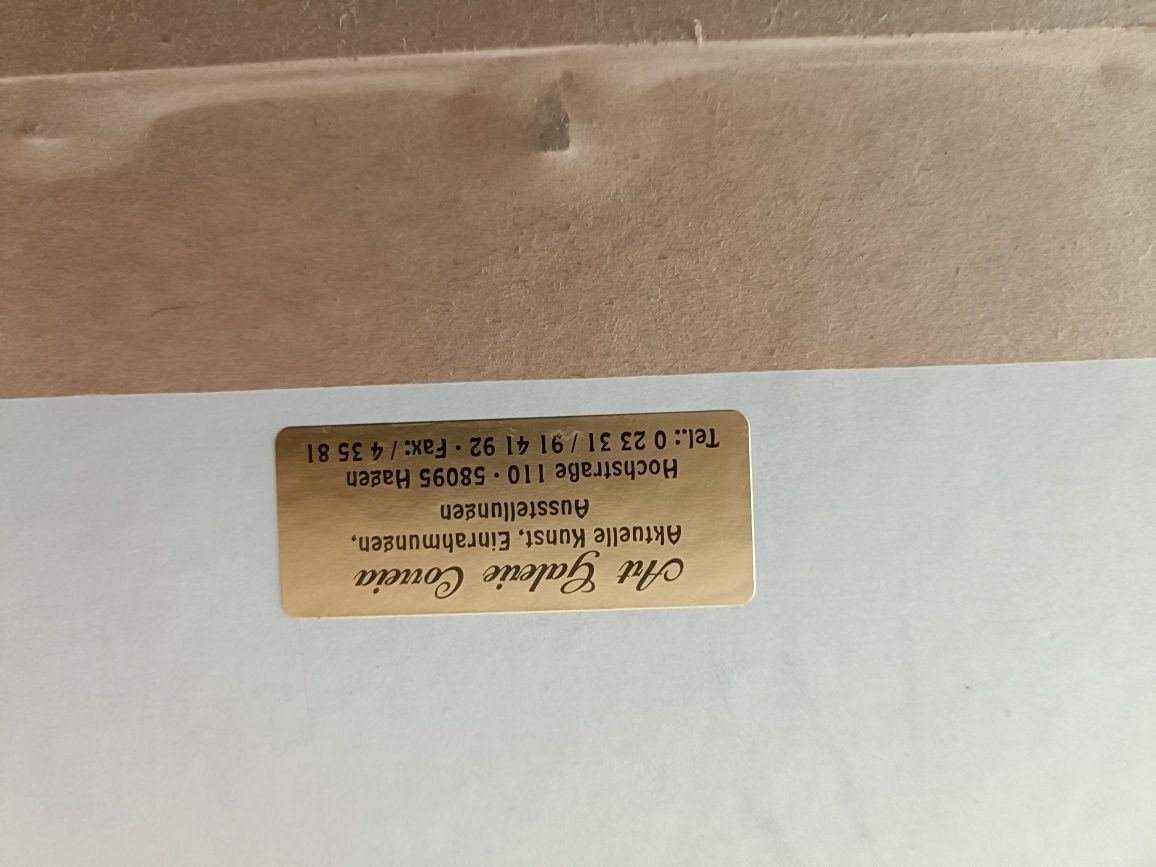 Art Galerie Correia
Aktuelle Kunst, Einrahmungen,
Ausstellungen
Hochstraße 110 · 58095 Hagen
Tel.: 0 23 31 / 91 41 92 · Fax: / 4 35 81